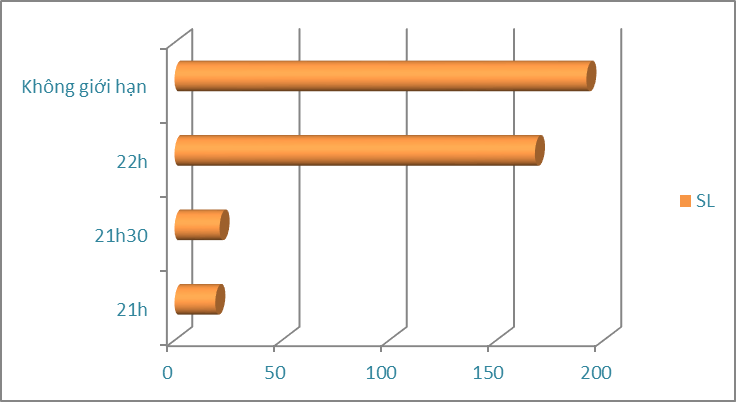 Không giới hạn
22h
21h30
21h
SL
0 50 100 150 200